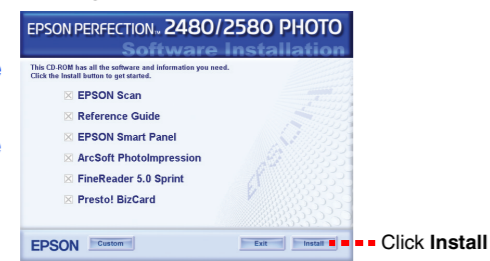 EPSON PERFECTION™ 2480/2580 PHOTO
Software Installation
This CD-ROM has all the software and information you need.
Click the Install button to get started.
EPSON Scan
Reference Guide
EPSON Smart Panel
ArcSoft PhotoImpression
FineReader 5.0 Sprint
Presto! BizCard
EPSON
Custom
Exit
Install
Click Install